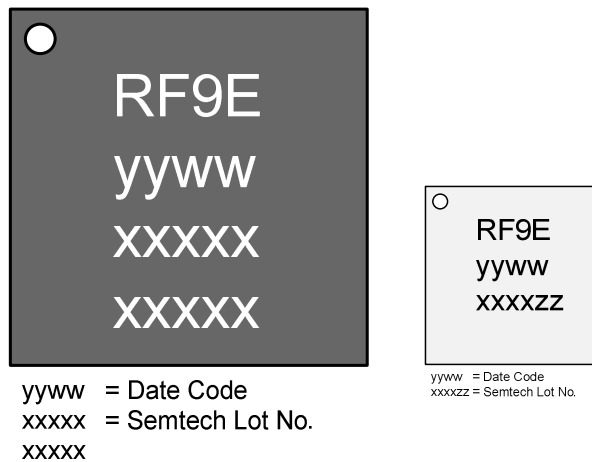 RF9E
yyww
xxxxx
xxxxx
yyww = Date Code
xxxxx = Semtech Lot No.
xxxxx
RF9E
yyww
xxxxzz
yyww = Date Code
xxxxzz = Semtech Lot No.